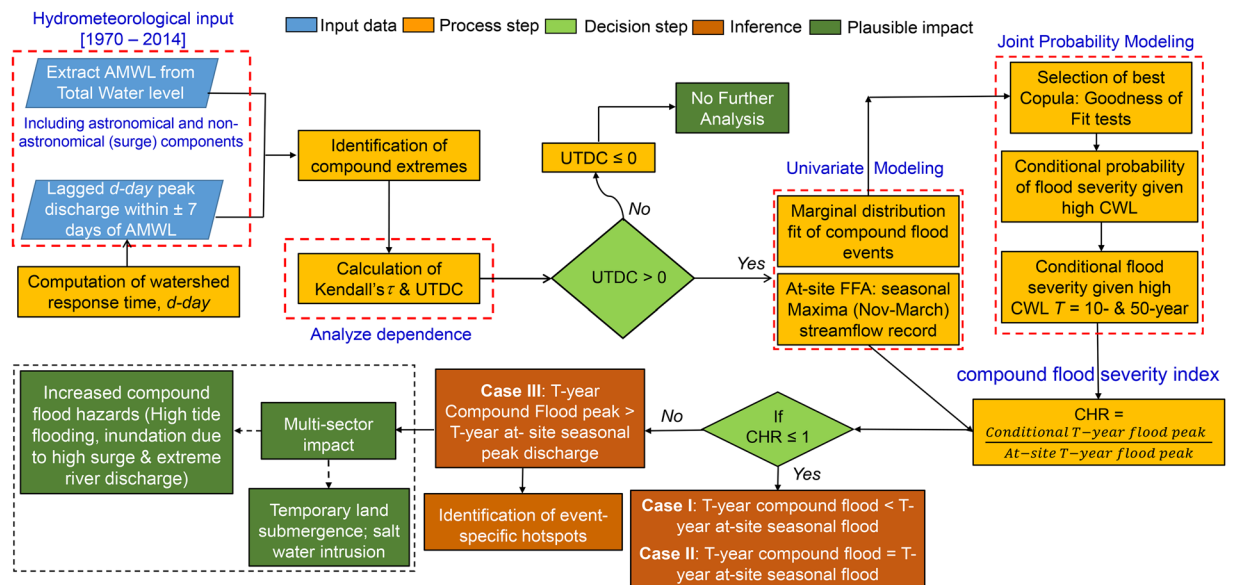 Hydrometeorological input
[1970 – 2014]
Input data
Process step
Decision step
Inference
Plausible impact
Extract AMWL from
Total Water level
Including astronomical and non-
astronomical (surge) components
Lagged d-day peak
discharge within ± 7
days of AMWL
Computation of watershed
response time, d-day
Identification of
compound extremes
Calculation of
Kendall's τ & UTDC
Analyze dependence
No Further
Analysis
UTDC ≤ 0
No
UTDC > 0
Yes
Univariate Modeling
Marginal distribution
fit of compound flood
events
At-site FFA: seasonal
Maxima (Nov-March)
streamflow record
Joint Probability Modeling
Selection of best
Copula: Goodness of
Fit tests
Conditional probability
of flood severity given
high CWL
Conditional flood
severity given high
CWL T = 10- & 50-year
compound flood severity index
CHR =
Conditional T−year flood peak
At−site T−year flood peak
If
CHR ≤ 1
No
Yes
Case I: T-year compound flood < T-
year at-site seasonal flood
Case II: T-year compound flood = T-
year at-site seasonal flood
Case III: T-year
Compound Flood peak >
T-year at- site seasonal
peak discharge
Identification of event-
specific hotspots
Multi-sector
impact
Increased compound
flood hazards (High tide
flooding, inundation due
to high surge & extreme
river discharge)
Temporary land
submergence; salt
water intrusion